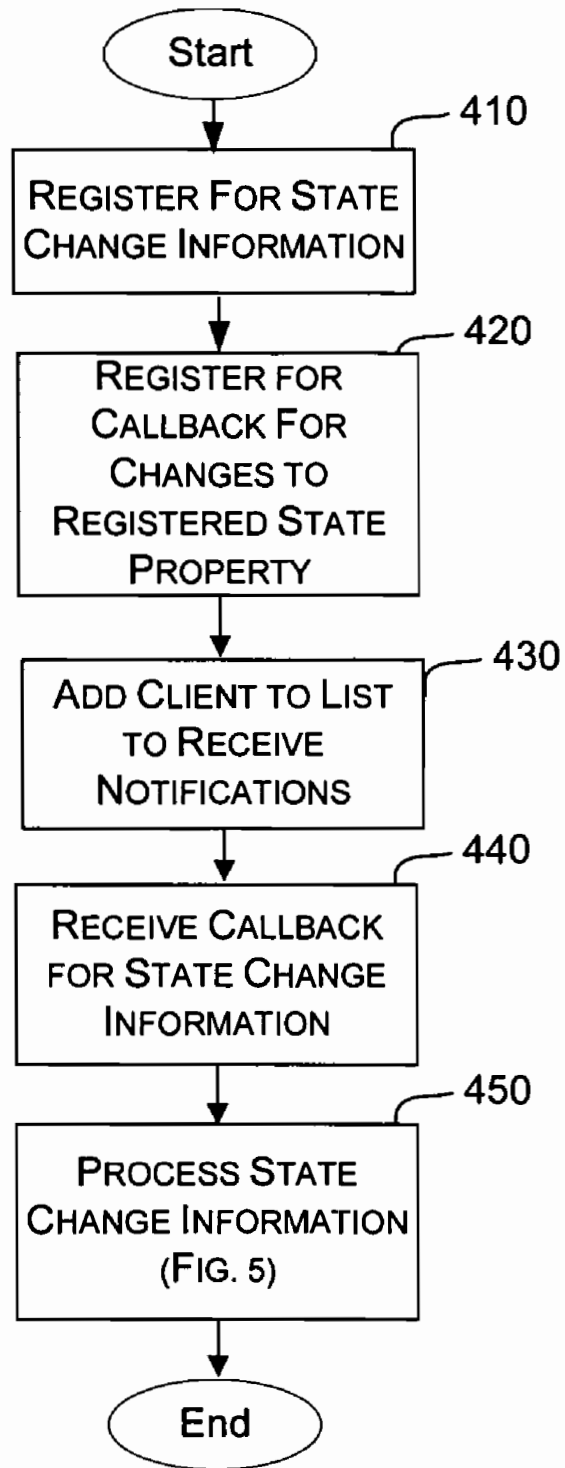 Start
410
REGISTER FOR STATE
CHANGE INFORMATION
420
REGISTER FOR
CALLBACK FOR
CHANGES TO
REGISTERED STATE
PROPERTY
430
ADD CLIENT TO LIST
TO RECEIVE
NOTIFICATIONS
440
RECEIVE CALLBACK
FOR STATE CHANGE
INFORMATION
450
PROCESS STATE
CHANGE INFORMATION
(FIG. 5)
End